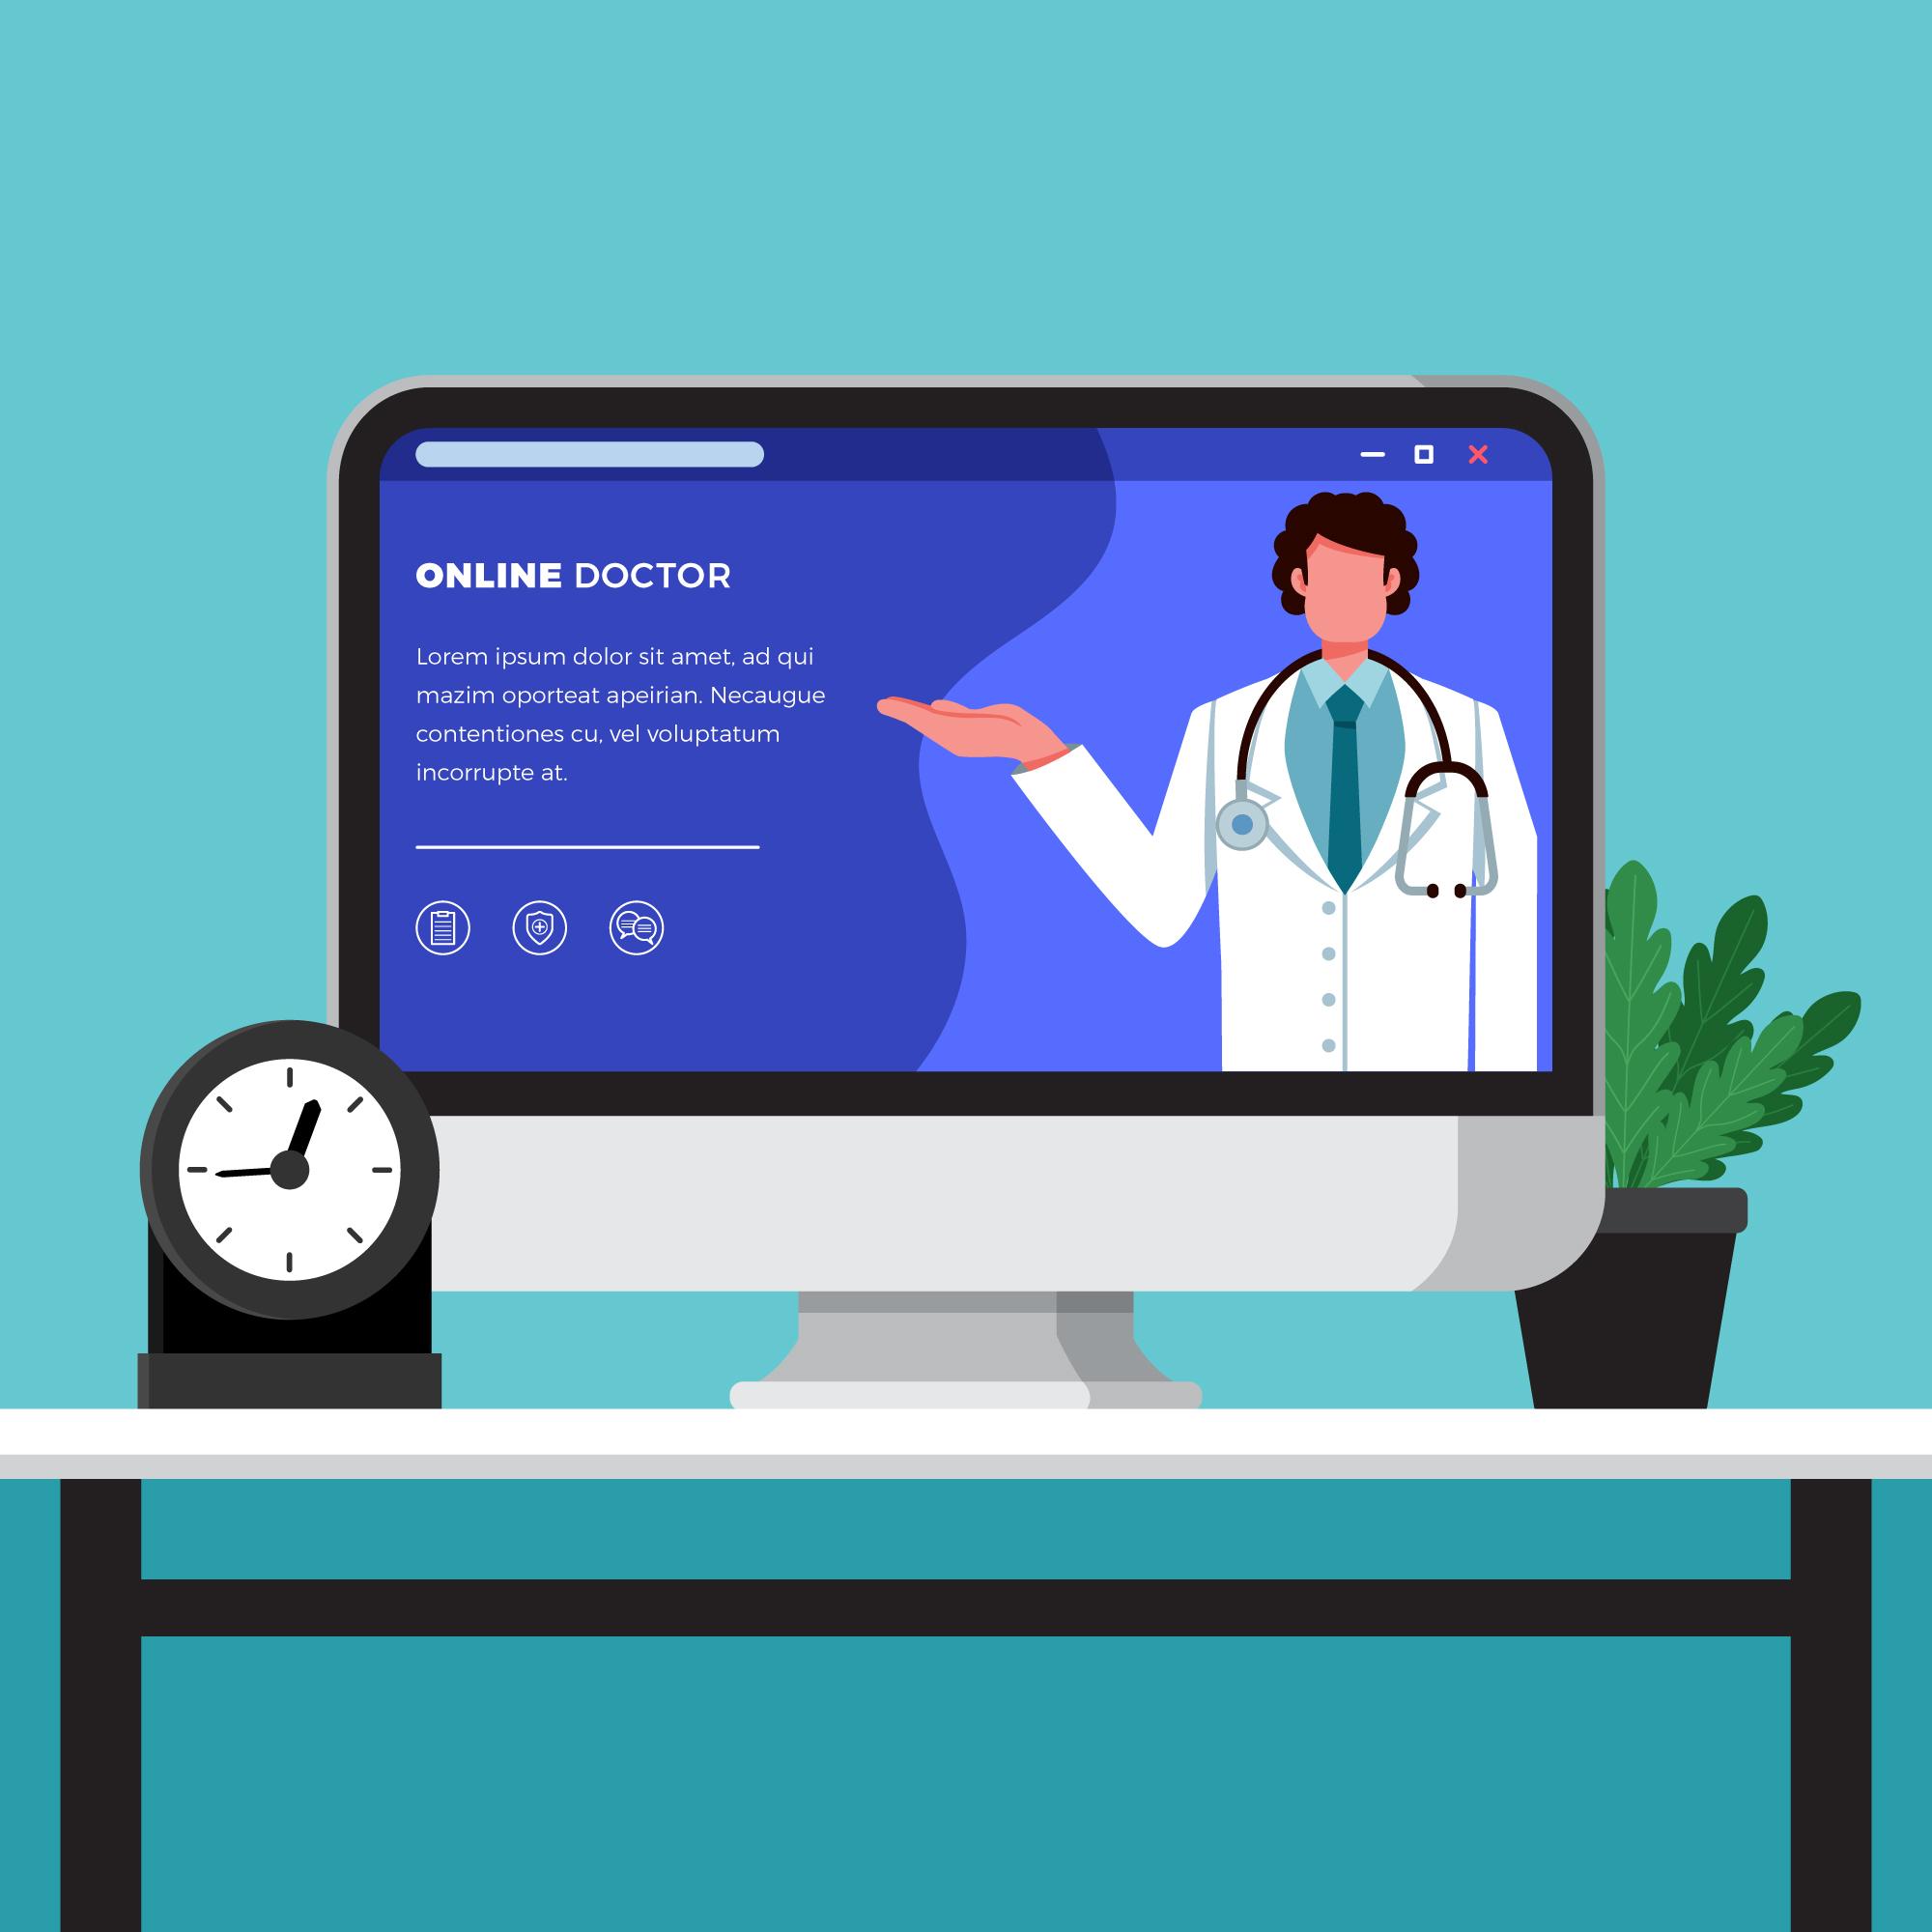 ONLINE DOCTOR
Lorem ipsum dolor sit amet, ad qui
mazim oporteat apeirian. Necaugue
contentiones cu, vel voluptatum
incorrupte at.